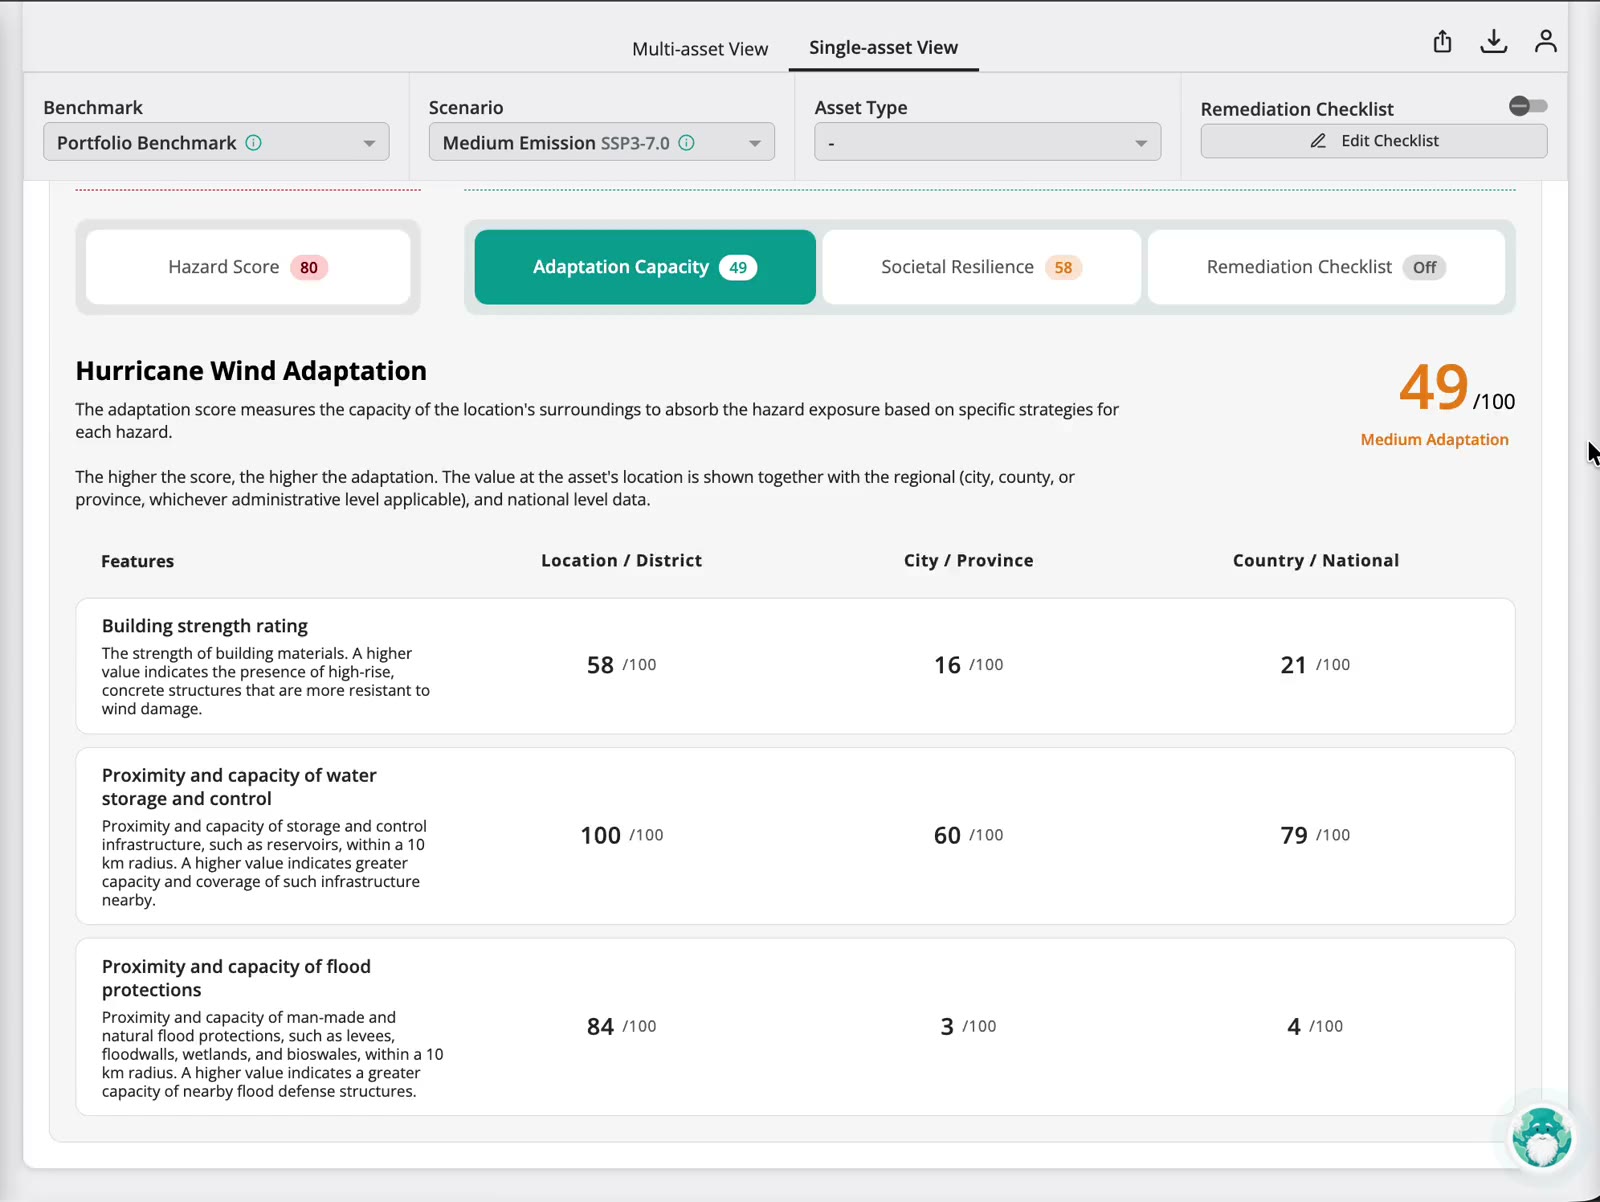 Multi-asset View
Single-asset View
Benchmark
Portfolio Benchmark
Scenario
Medium Emission SSP3-7.0
Asset Type
-
Remediation Checklist
Edit Checklist
Hazard Score 80
Adaptation Capacity 49
Societal Resilience 58
Remediation Checklist Off
Hurricane Wind Adaptation
49 /100
Medium Adaptation
The adaptation score measures the capacity of the location's surroundings to absorb the hazard exposure based on specific strategies for
each hazard.
The higher the score, the higher the adaptation. The value at the asset's location is shown together with the regional (city, county, or
province, whichever administrative level applicable), and national level data.
Features
Location / District
City / Province
Country / National
Building strength rating
The strength of building materials. A higher
value indicates the presence of high-rise,
concrete structures that are more resistant to
wind damage.
58 /100
16 /100
21 /100
Proximity and capacity of water
storage and control
Proximity and capacity of storage and control
infrastructure, such as reservoirs, within a 10
km radius. A higher value indicates greater
capacity and coverage of such infrastructure
nearby.
100 /100
60 /100
79 /100
Proximity and capacity of flood
protections
Proximity and capacity of man-made and
natural flood protections, such as levees,
floodwalls, wetlands, and bioswales, within a 10
km radius. A higher value indicates a greater
capacity of nearby flood defense structures.
84 /100
3 /100
4 /100